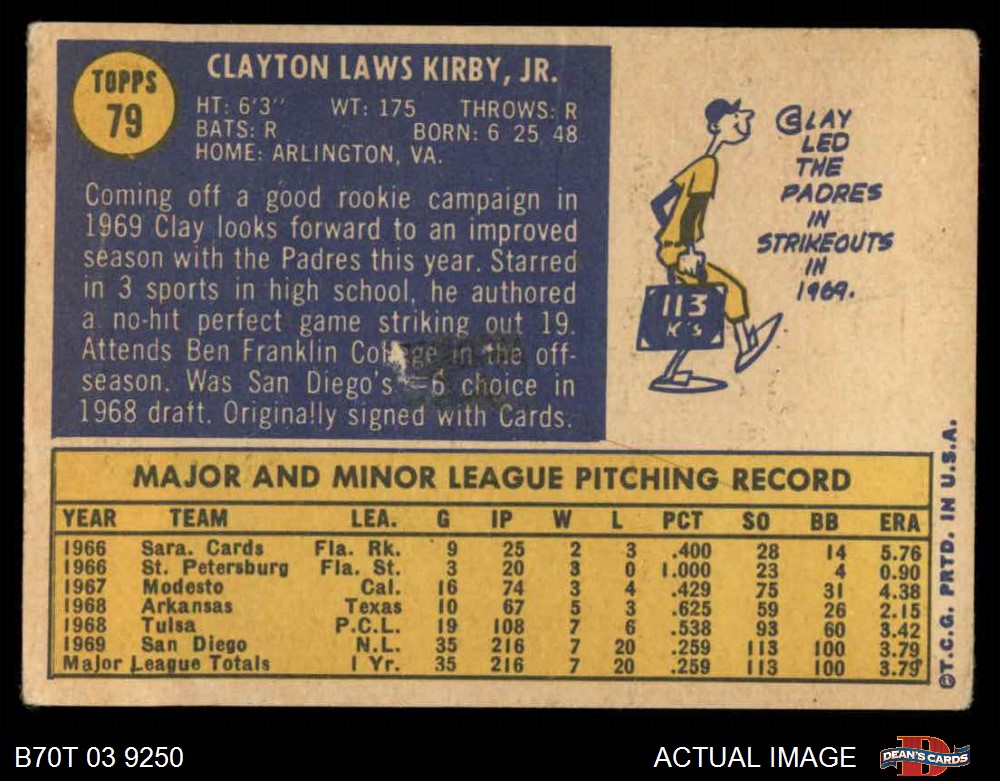 TOPPS
79
CLAYTON LAWS KIRBY, JR.
HT: 6'3" WT: 175 THROWS: R
BATS: R BORN: 6 25 48
HOME: ARLINGTON, VA.
Coming off a good rookie campaign in
1969 Clay looks forward to an improved
season with the Padres this year. Starred
in 3 sports in high school, he authored
a no-hit perfect game striking out 19.
Attends Ben Franklin College in the off-
season. Was San Diego's =6 choice in
1968 draft. Originally signed with Cards.
CLAY
LED
THE
PADRES
IN
STRIKEOUTS
IN
1969.
113
K's
MAJOR AND MINOR LEAGUE PITCHING RECORD
YEAR TEAM LEA. G IP W L PCT SO BB ERA
1966 Sara. Cards Fla. Rk. 9 25 2 3 .400 28 14 5.76
1966 St. Petersburg Fla. St. 3 20 3 0 1.000 23 4 0.90
1967 Modesto Cal. 16 74 3 4 .429 75 31 4.38
1968 Arkansas Texas 10 67 5 3 .625 59 26 2.15
1968 Tulsa P.C.L. 19 108 7 6 .538 93 60 3.42
1969 San Diego N.L. 35 216 7 20 .259 113 100 3.79
Major League Totals 1 Yr. 35 216 7 20 .259 113 100 3.79
©T.C.G. PRTD. IN U.S.A.
B70T 03 9250
ACTUAL IMAGE
DEAN'S CARDS